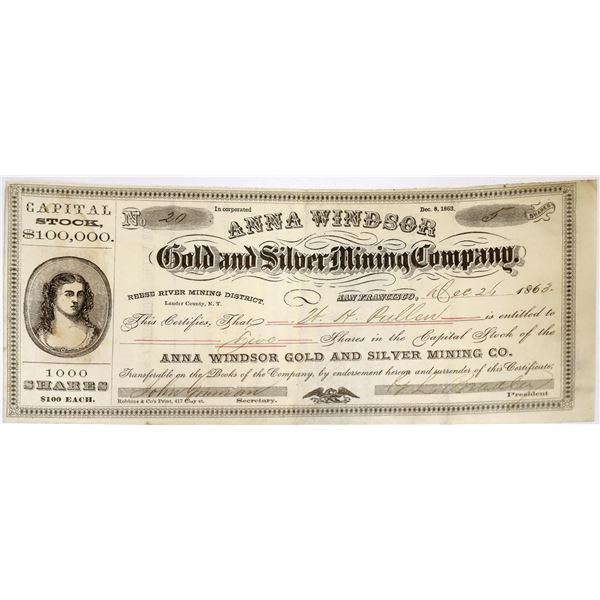 CAPITAL
STOCK,
$100,000.
1000
SHARES
$100 EACH.
No 20
Incorporated
Dec. 8, 1863.
5 SHARES
ANNA WINDSOR
Gold and Silver Mining Company.
REESE RIVER MINING DISTRICT,
Lander County, N. T.
SAN FRANCISCO, Dec 26 1863.
This Certifies, That W. H. Pullen is entitled to
Five Shares in the Capital Stock of the
ANNA WINDSOR GOLD AND SILVER MINING CO.
Transferable on the Books of the Company, by endorsement hereon and surrender of this Certificate.
Robbins & Co's Print, 417 Clay st.
Secretary.
President